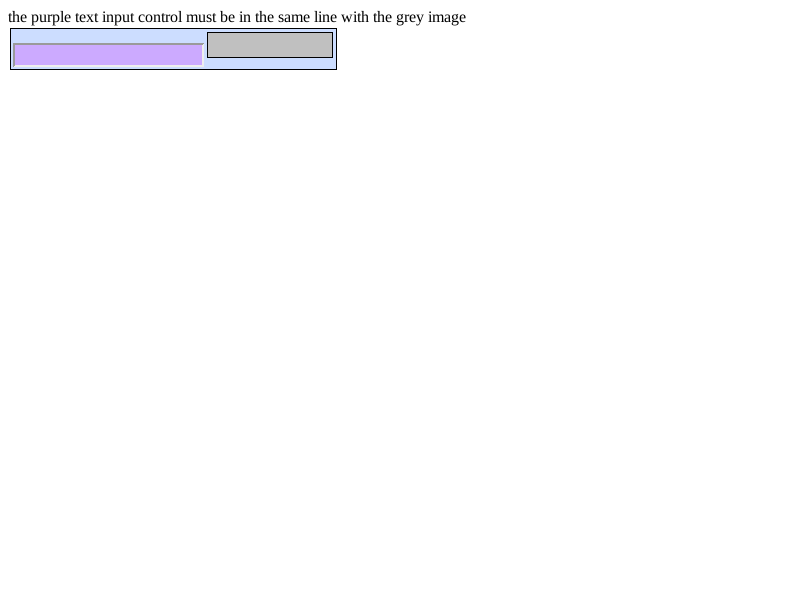 the purple text input control must be in the same line with the grey image